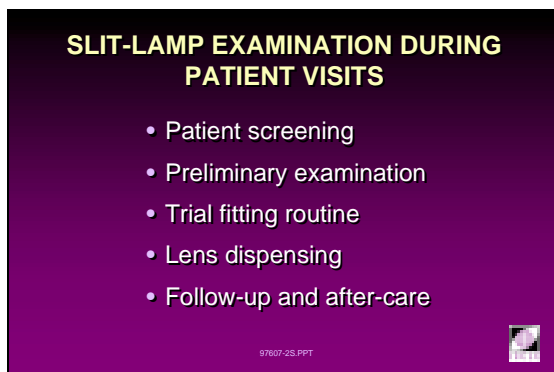 SLIT-LAMP EXAMINATION DURING
PATIENT VISITS
• Patient screening
• Preliminary examination
• Trial fitting routine
• Lens dispensing
• Follow-up and after-care
97607-2S.PPT